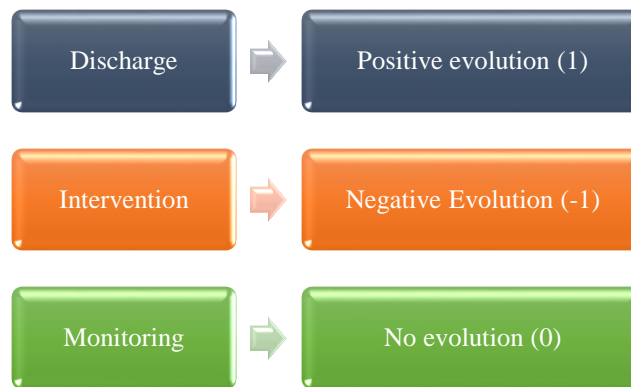 Discharge
Positive evolution (1)
Intervention
Negative Evolution (-1)
Monitoring
No evolution (0)